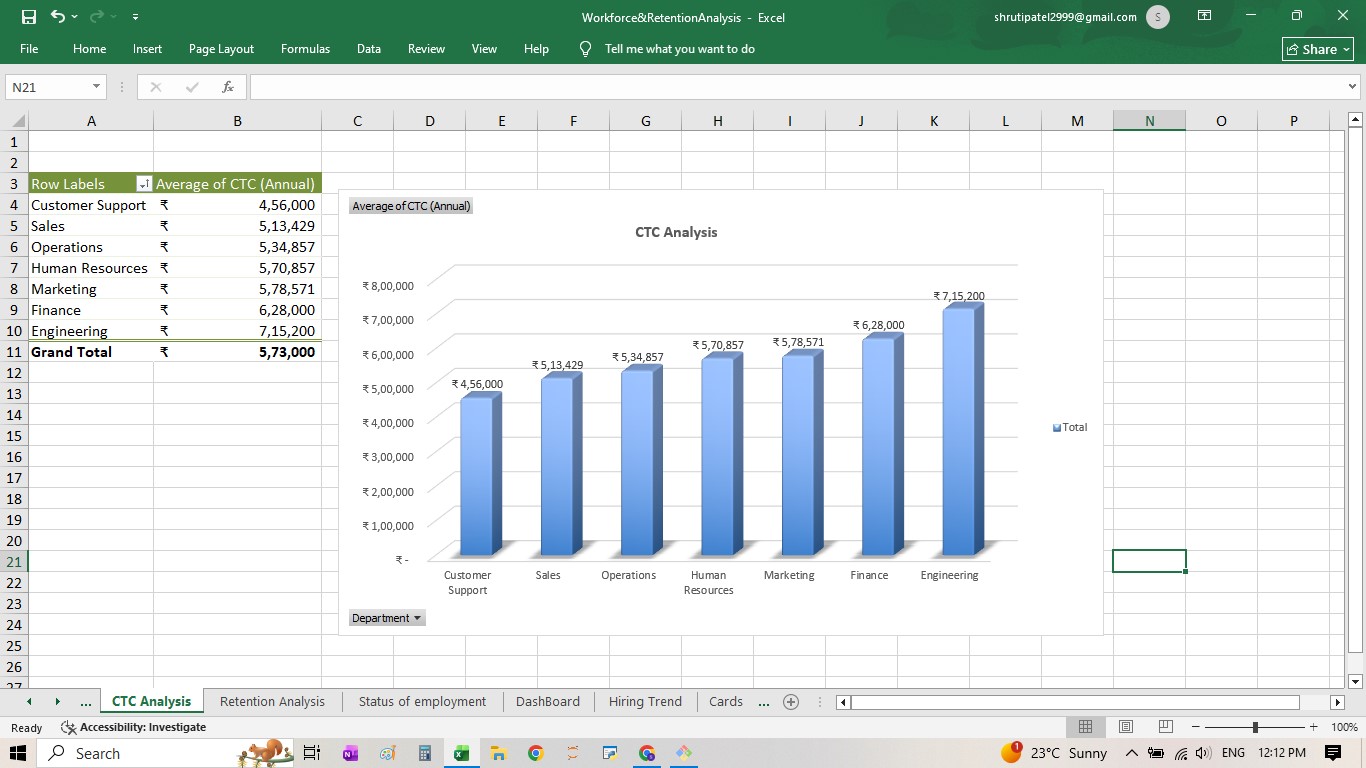 Workforce&RetentionAnalysis - Excel
shrutipatel2999@gmail.com S
File Home Insert Page Layout Formulas Data Review View Help Tell me what you want to do Share
N21 fx
A B C D E F G H I J K L M N O P
1
2
3 Row Labels Average of CTC (Annual)
4 Customer Support ₹ 4,56,000
5 Sales ₹ 5,13,429
6 Operations ₹ 5,34,857
7 Human Resources ₹ 5,70,857
8 Marketing ₹ 5,78,571
9 Finance ₹ 6,28,000
10 Engineering ₹ 7,15,200
11 Grand Total ₹ 5,73,000
12
13
14
15
16
17
18
19
20
21
22
23
24
25
26
27
Average of CTC (Annual)
CTC Analysis
₹ 8,00,000
₹ 7,00,000
₹ 6,00,000
₹ 5,00,000
₹ 4,00,000
₹ 3,00,000
₹ 2,00,000
₹ 1,00,000
₹ -
₹ 4,56,000
₹ 5,13,429
₹ 5,34,857
₹ 5,70,857
₹ 5,78,571
₹ 6,28,000
₹ 7,15,200
Customer Support
Sales
Operations
Human Resources
Marketing
Finance
Engineering
Total
Department
... CTC Analysis Retention Analysis Status of employment DashBoard Hiring Trend Cards ...
Ready Accessibility: Investigate 100%
Search 1 23°C Sunny ENG 12:12 PM